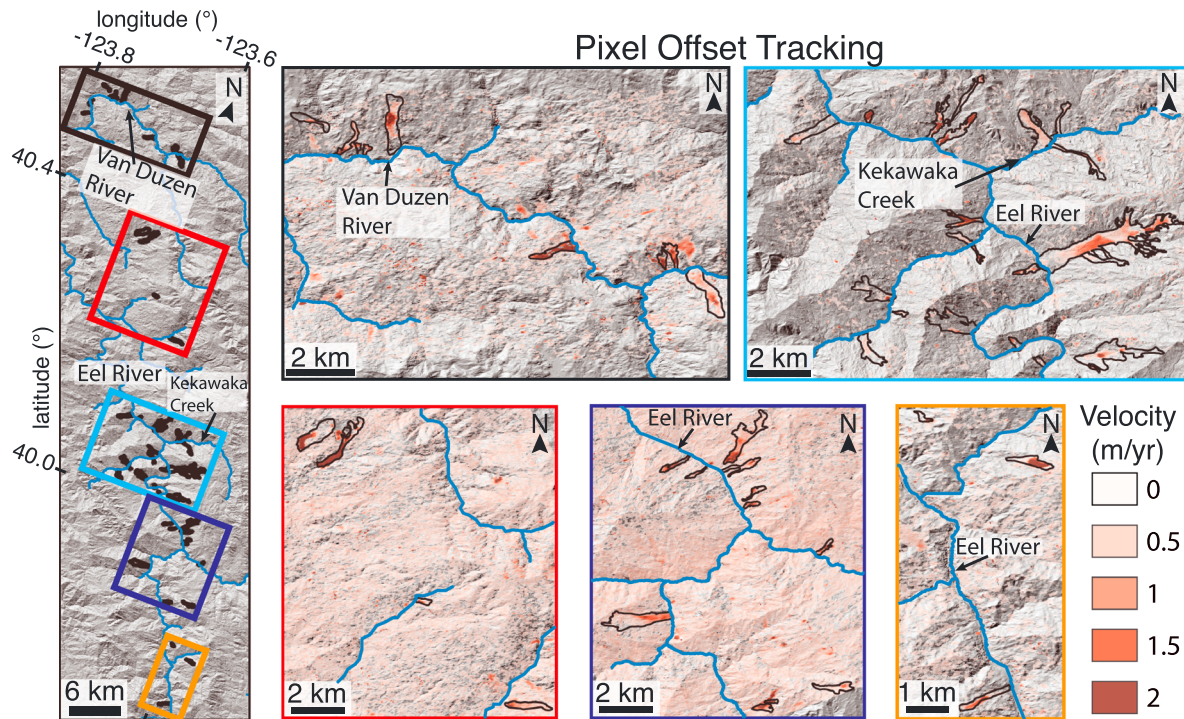 longitude (°)
-123.8
-123.6
N
40.4
Van Duzen
River
latitude (°)
Eel River
Kekawaka
Creek
40.0
6 km
Pixel Offset Tracking
N
Van Duzen
River
2 km
N
Kekawaka
Creek
Eel River
2 km
N
2 km
Eel River
N
2 km
N
Eel River
1 km
Velocity
(m/yr)
0
0.5
1
1.5
2